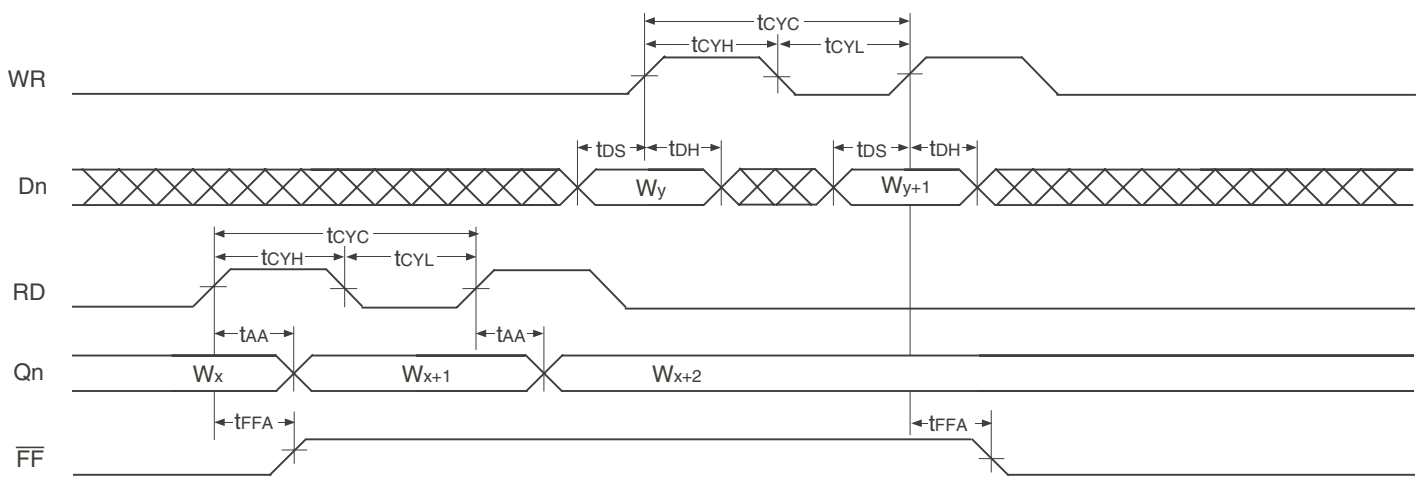 tCYC
tCYH tCYL
WR
tDS tDH tDS tDH
Dn Wy Wy+1
tCYC
tCYH tCYL
RD
tAA tAA
Qn Wx Wx+1 Wx+2
tFFA tFFA
FF